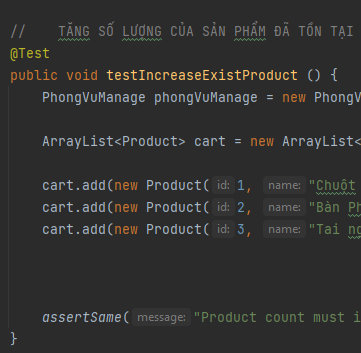 //    TĂNG SỐ LƯỢNG CỦA SẢN PHẨM ĐÃ TỒN TẠI
@Test
public void testIncreaseExistProduct () {
PhongVuManage phongVuManage = new PhongV
ArrayList<Product> cart = new ArrayList<
cart.add(new Product( id: 1, name: "Chuột
cart.add(new Product( id: 2, name: "Bàn Ph
cart.add(new Product( id: 3, name: "Tai ng
assertSame( message: "Product count must i
}